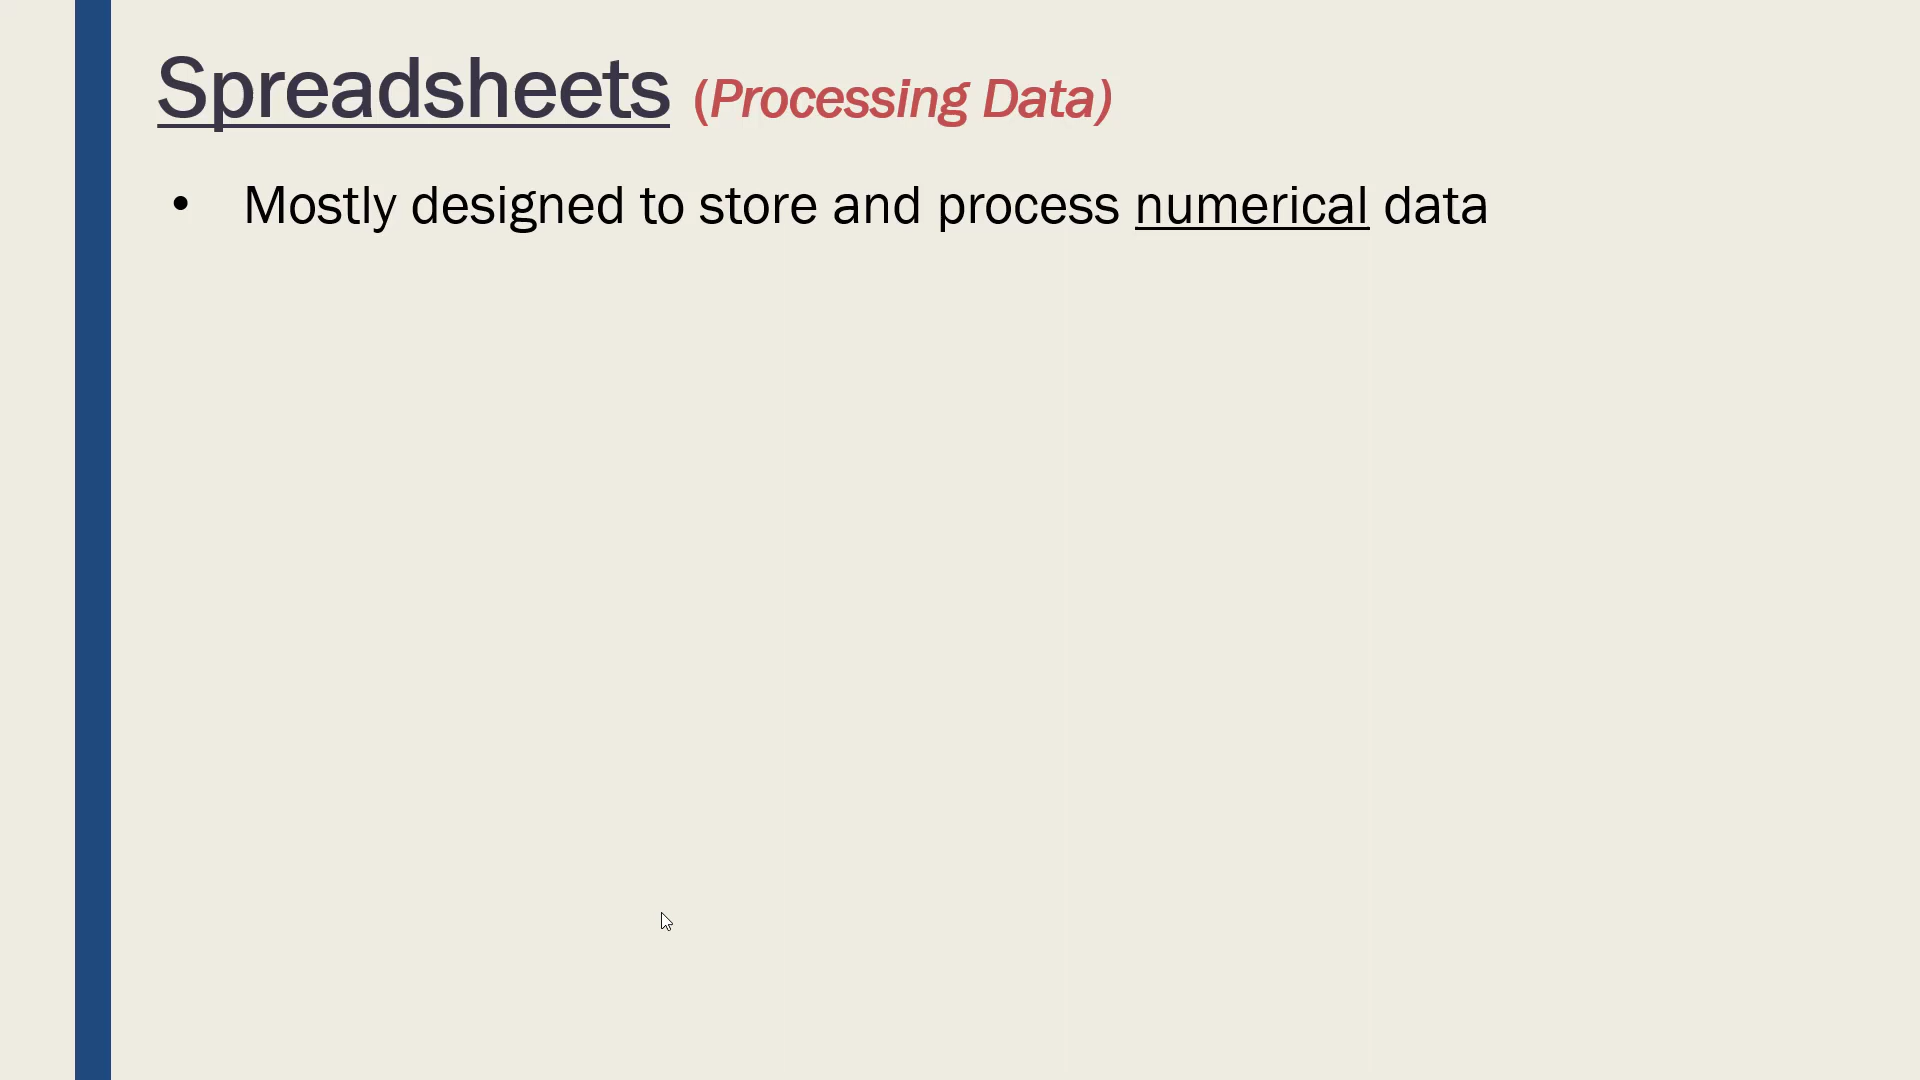 Spreadsheets (Processing Data)
• Mostly designed to store and process numerical data